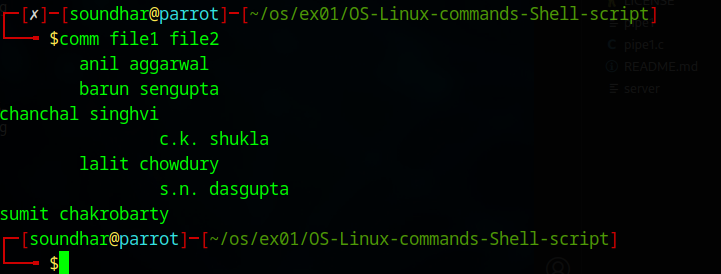 ┌─[✗]─[soundhar@parrot]─[~/os/ex01/OS-Linux-commands-Shell-script]
└──╼ $comm file1 file2
		anil aggarwal
		barun sengupta
chanchal singhvi
				c.k. shukla
		lalit chowdury
				s.n. dasgupta
sumit chakrobarty
┌─[soundhar@parrot]─[~/os/ex01/OS-Linux-commands-Shell-script]
└──╼ $
LICENSE
pipe1.c
README.md
server